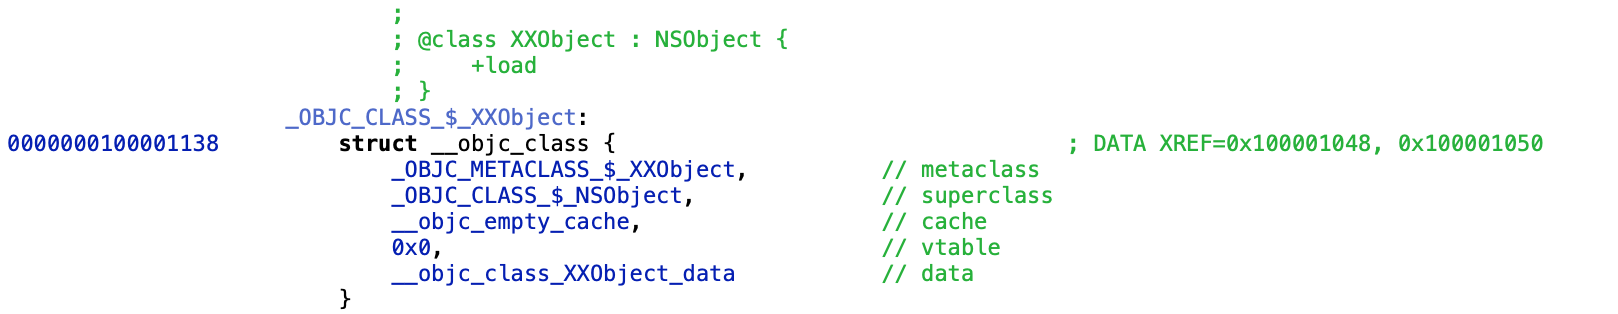 ;
; @class XXObject : NSObject {
;     +load
; }
_OBJC_CLASS_$_XXObject:
0000000100001138         struct __objc_class {                                  ; DATA XREF=0x100001048, 0x100001050
_OBJC_METACLASS_$_XXObject,          // metaclass
_OBJC_CLASS_$_NSObject,              // superclass
__objc_empty_cache,                  // cache
0x0,                                 // vtable
__objc_class_XXObject_data           // data
}